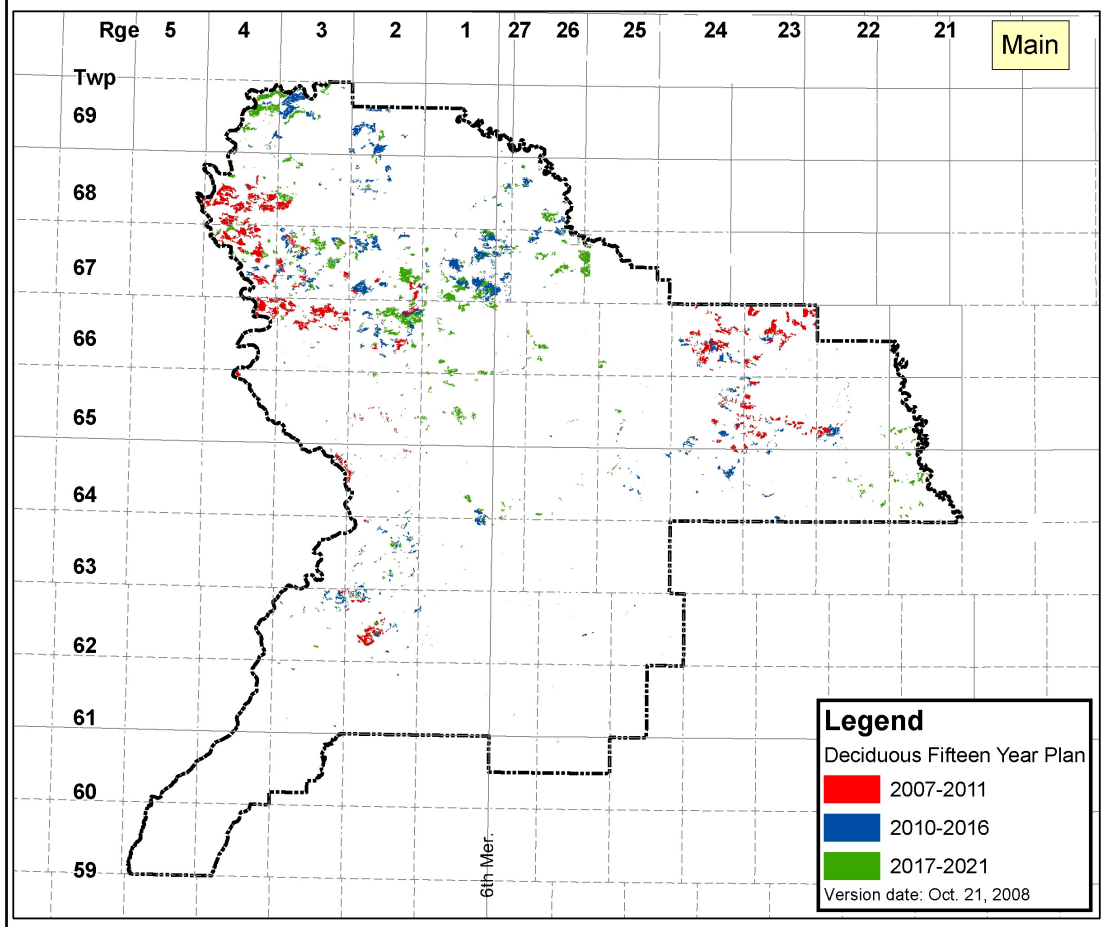 Rge 5 4 3 2 1 27 26 25 24 23 22 21
Main
Twp
69
68
67
66
65
64
63
62
61
60
59
6th Mer.
Legend
Deciduous Fifteen Year Plan
2007-2011
2010-2016
2017-2021
Version date: Oct. 21, 2008